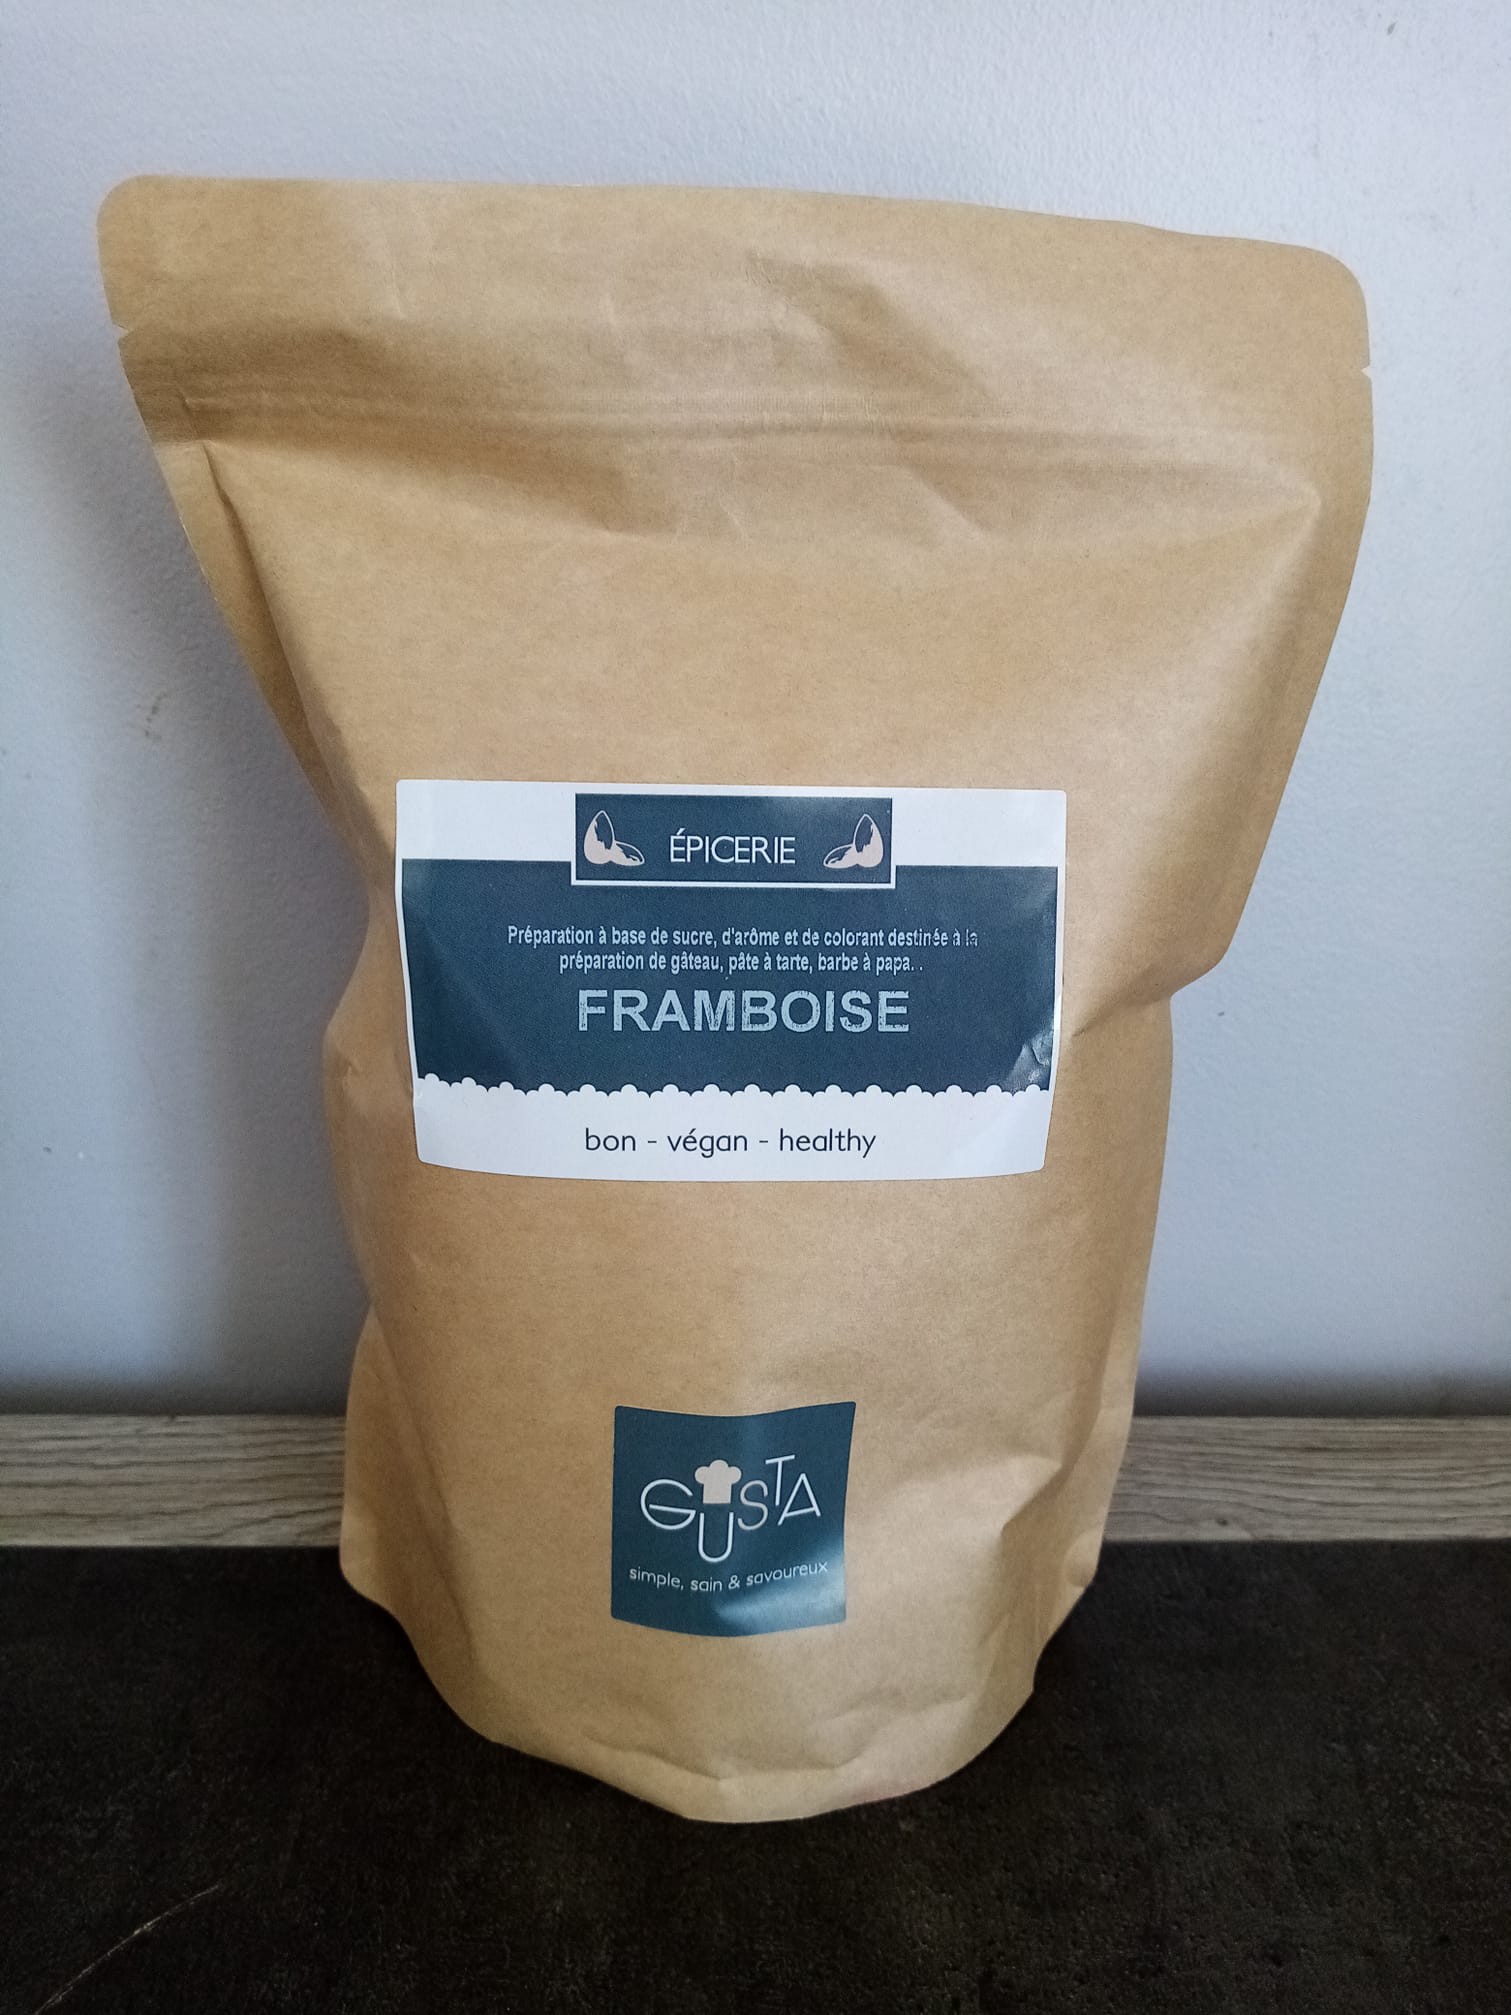 ÉPICERIE
Préparation à base de sucre, d'arôme et de colorant destinée à la
préparation de gâteau, pâte à tarte, barbe à papa. .
FRAMBOISE
bon - végan - healthy
GUSTA
simple, sain & savoureux